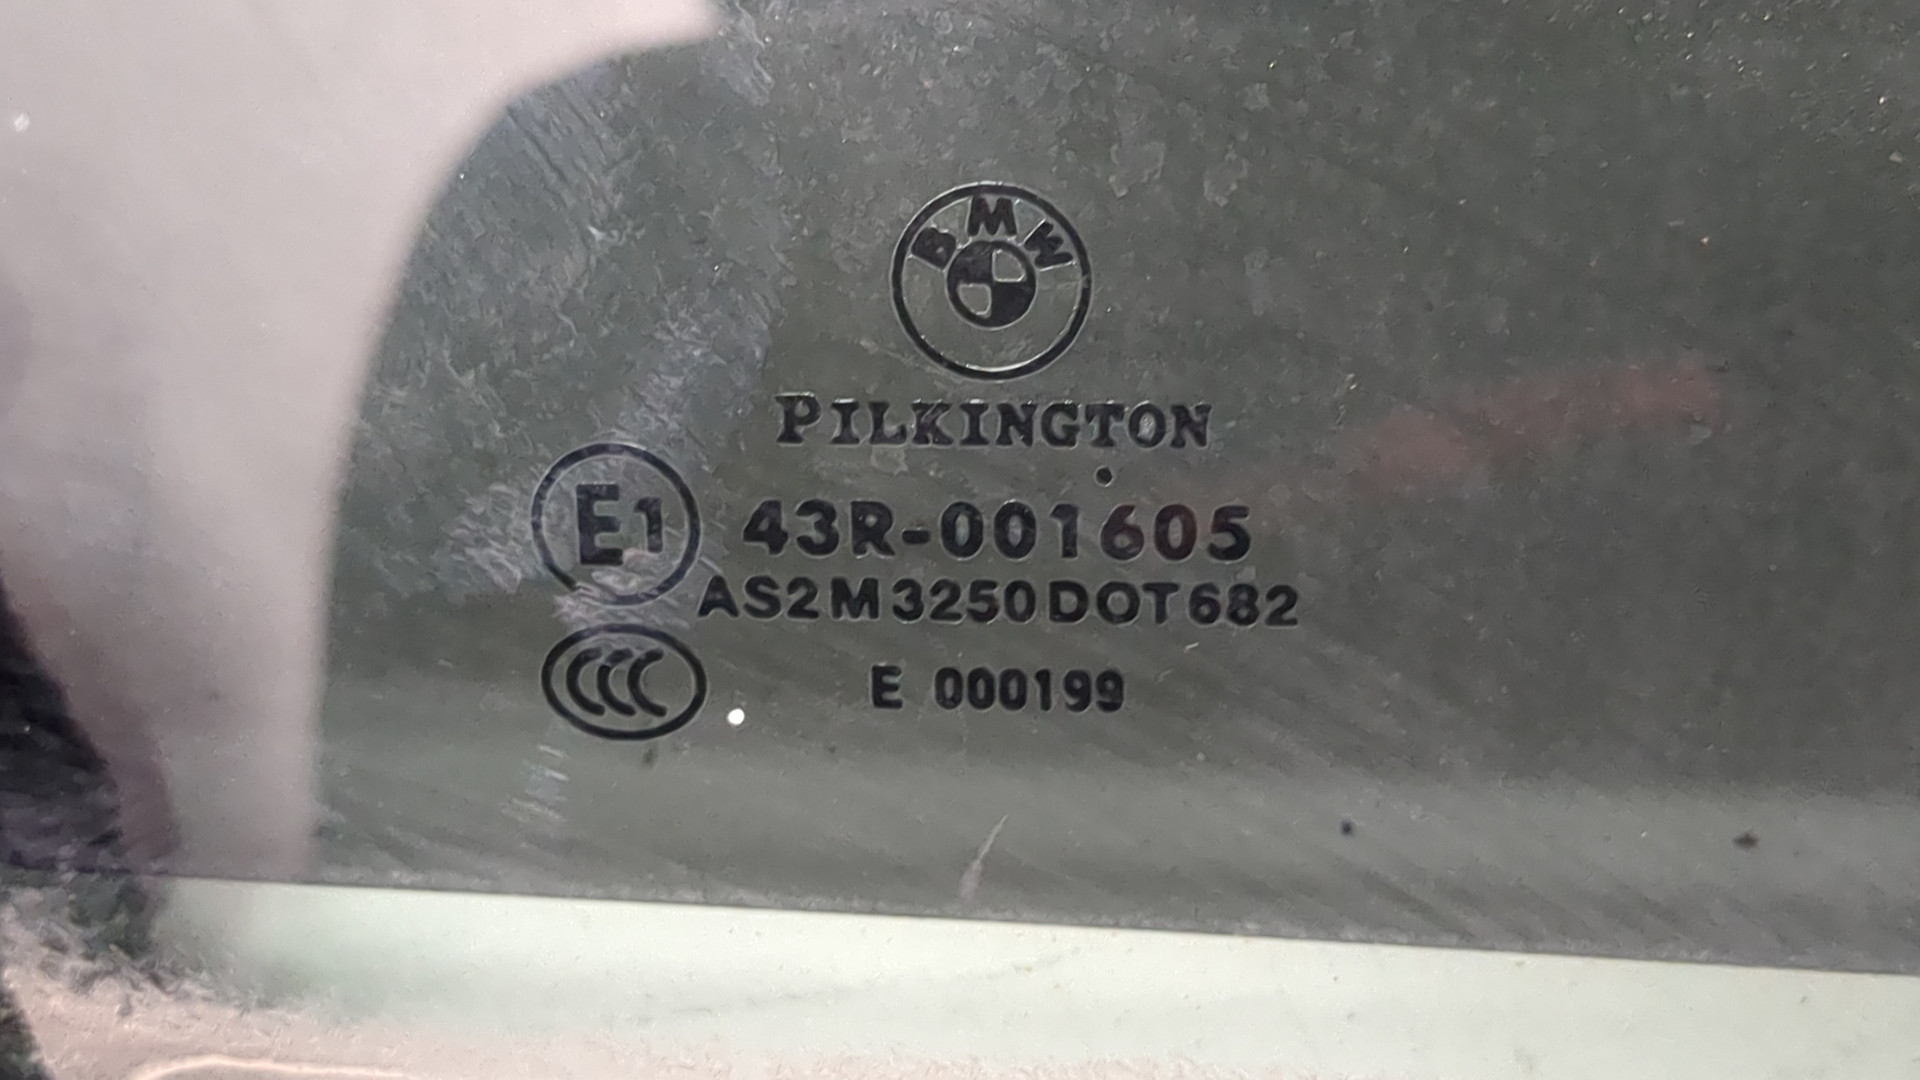 BMW
PILKINGTON
E1 43R-001605
AS2M3250DOT682
CCC E 000199